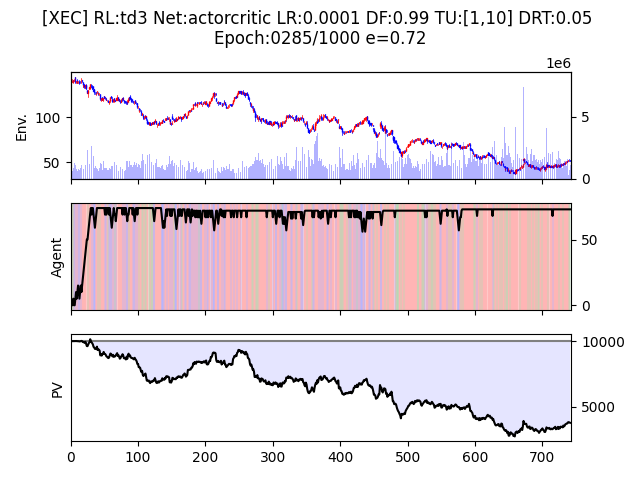 [XEC] RL:td3 Net:actorcritic LR:0.0001 DF:0.99 TU:[1,10] DRT:0.05
Epoch:0285/1000 e=0.72
1e6
Env.
100
50
5
0
Agent
50
0
PV
10000
5000
0 100 200 300 400 500 600 700